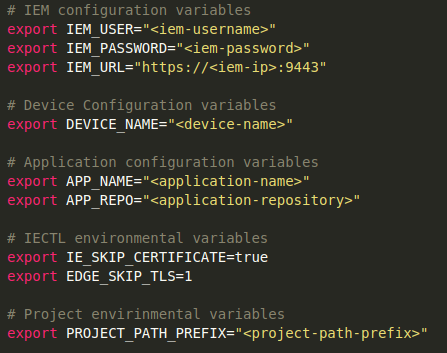 # IEM configuration variables
export IEM_USER="<iem-username>"
export IEM_PASSWORD="<iem-password>"
export IEM_URL="https://<iem-ip>:9443"
# Device Configuration variables
export DEVICE_NAME="<device-name>"
# Application configuration variables
export APP_NAME="<application-name>"
export APP_REPO="<application-repository>"
# IECTL environmental variables
export IE_SKIP_CERTIFICATE=true
export EDGE_SKIP_TLS=1
# Project envirinmental variables
export PROJECT_PATH_PREFIX="<project-path-prefix>"